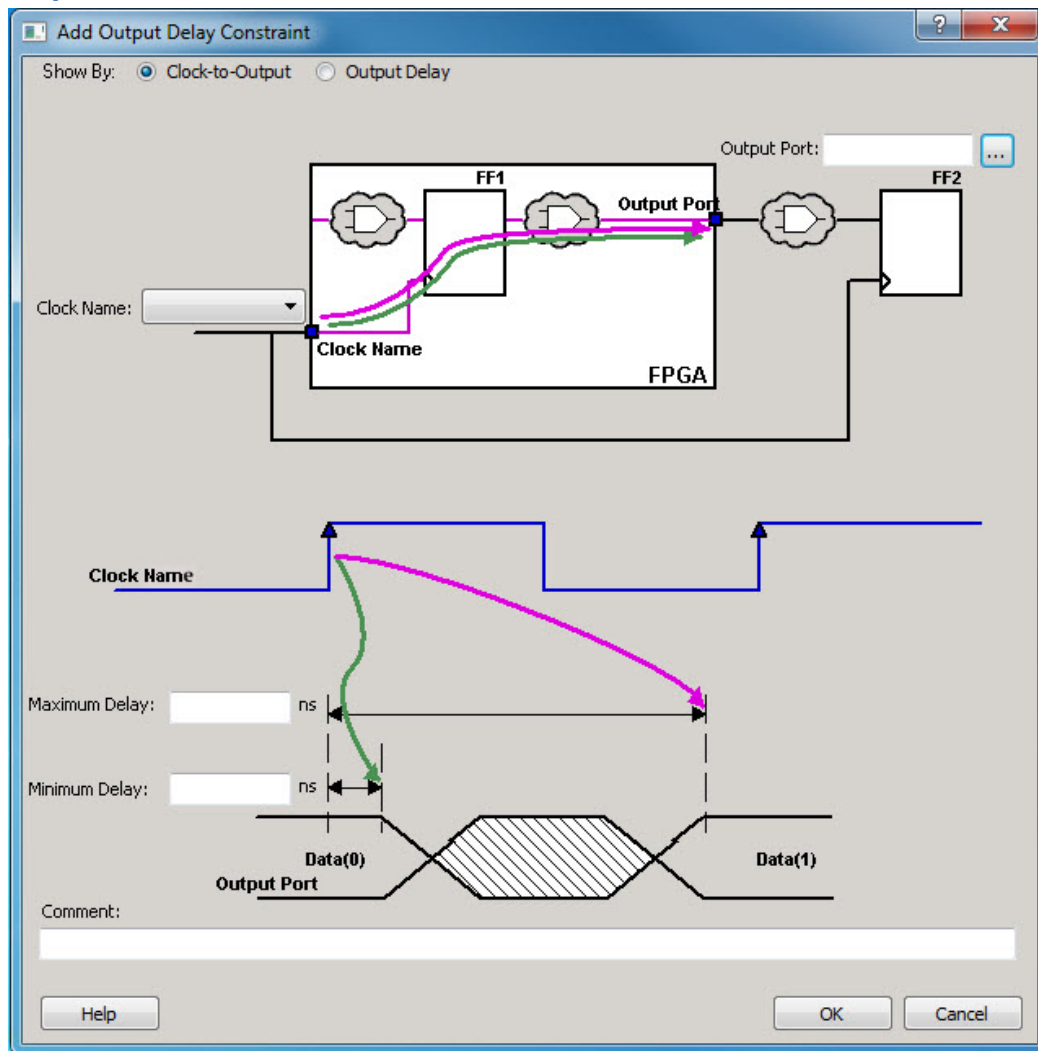 Add Output Delay Constraint
Show By: Clock-to-Output Output Delay
Output Port: ...
FF1
FF2
Output Port
Clock Name:
Clock Name
FPGA
Clock Name
Maximum Delay: ns
Minimum Delay: ns
Data(0) Data(1)
Output Port
Comment:
Help OK Cancel